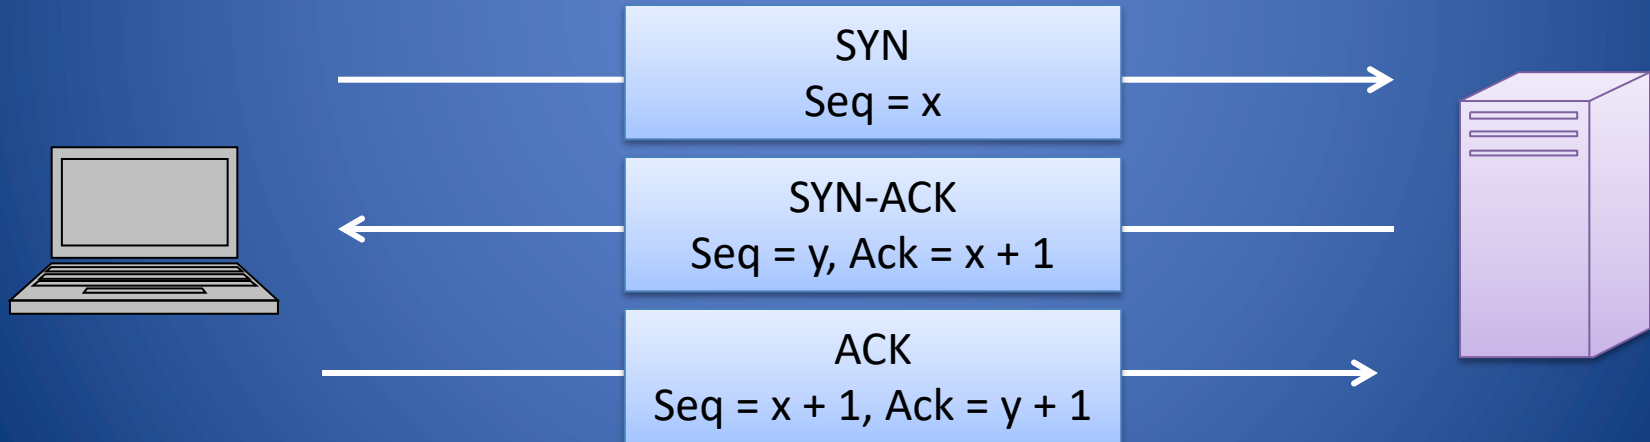 SYN
Seq = x
SYN-ACK
Seq = y, Ack = x + 1
ACK
Seq = x + 1, Ack = y + 1